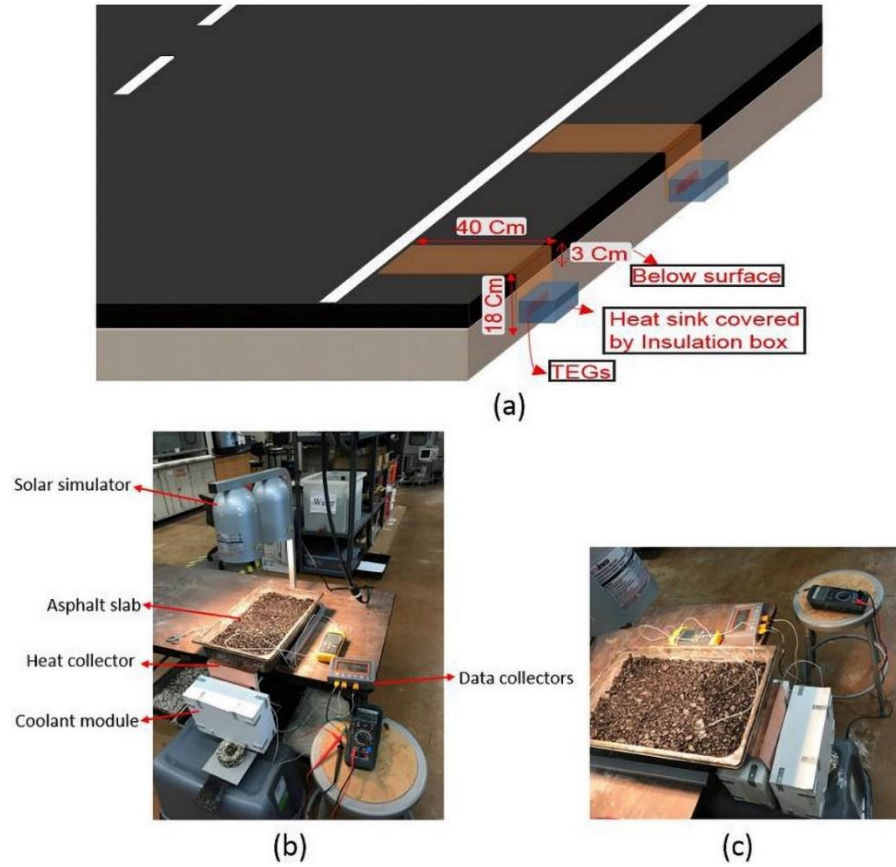 40 Cm
3 Cm
Below surface
18 Cm
Heat sink covered
by Insulation box
TEGs
(a)
Solar simulator
Asphalt slab
Heat collector
Coolant module
Data collectors
(b)
(c)